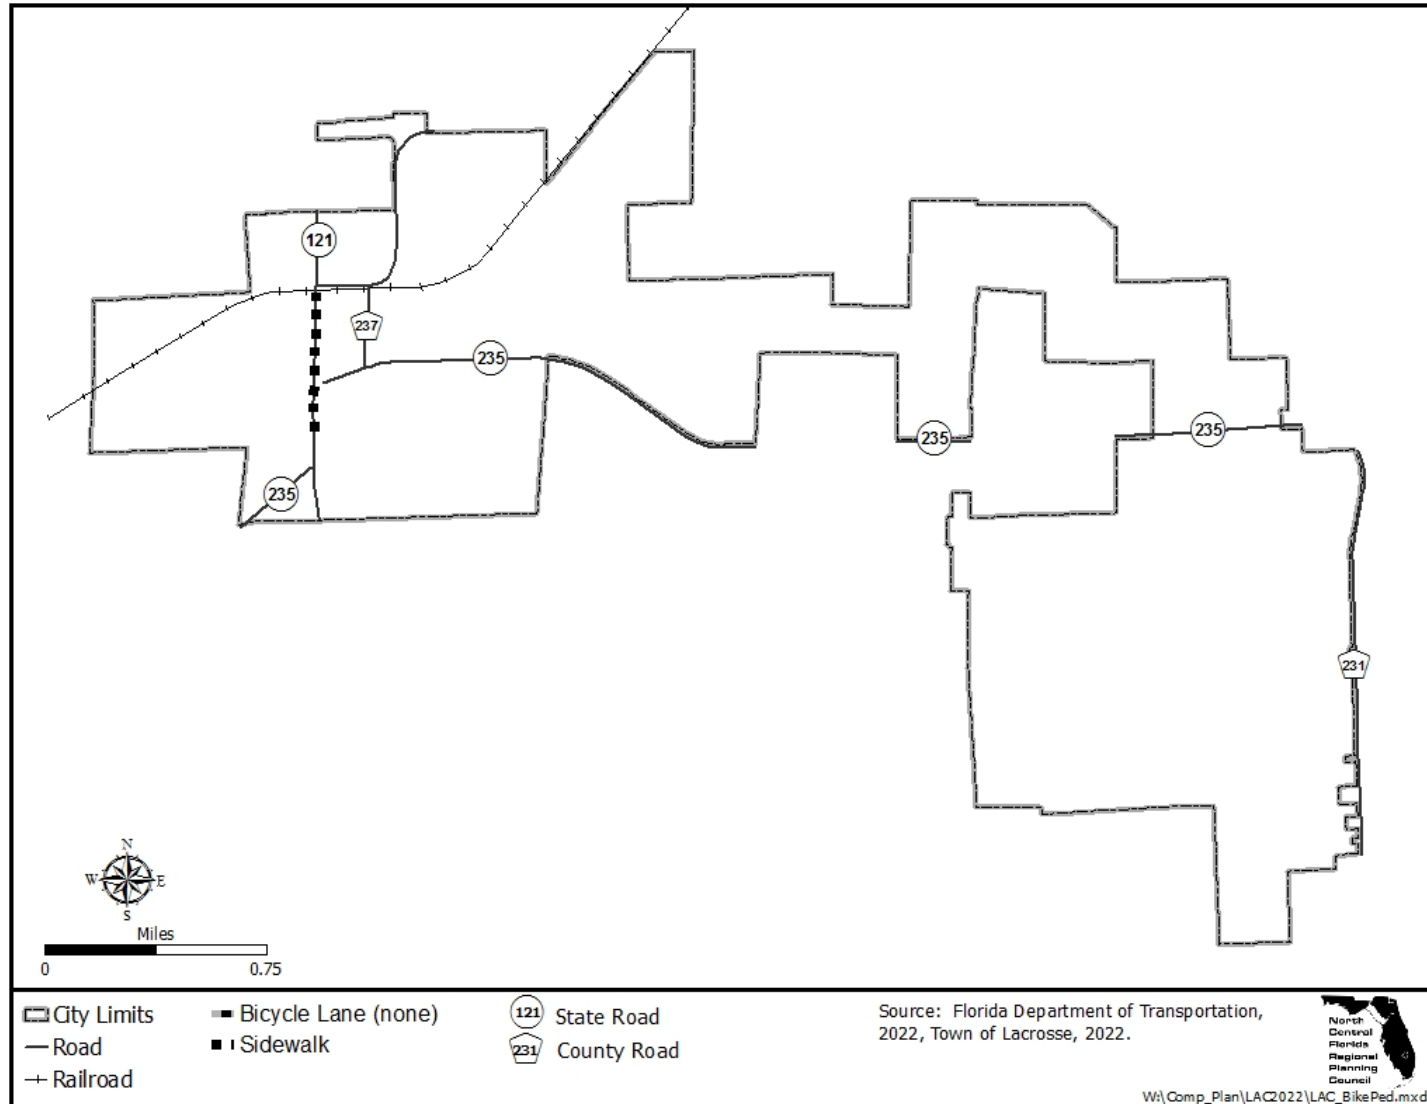 121
237
235
235
235
235
231
N
W E
S
Miles
0 0.75
City Limits
Road
Railroad
Bicycle Lane (none)
Sidewalk
121 State Road
231 County Road
Source: Florida Department of Transportation,
2022, Town of Lacrosse, 2022.
North
Central
Florida
Regional
Planning
Council
W:\Comp_Plan\LAC2022\LAC_BikePed.mxd